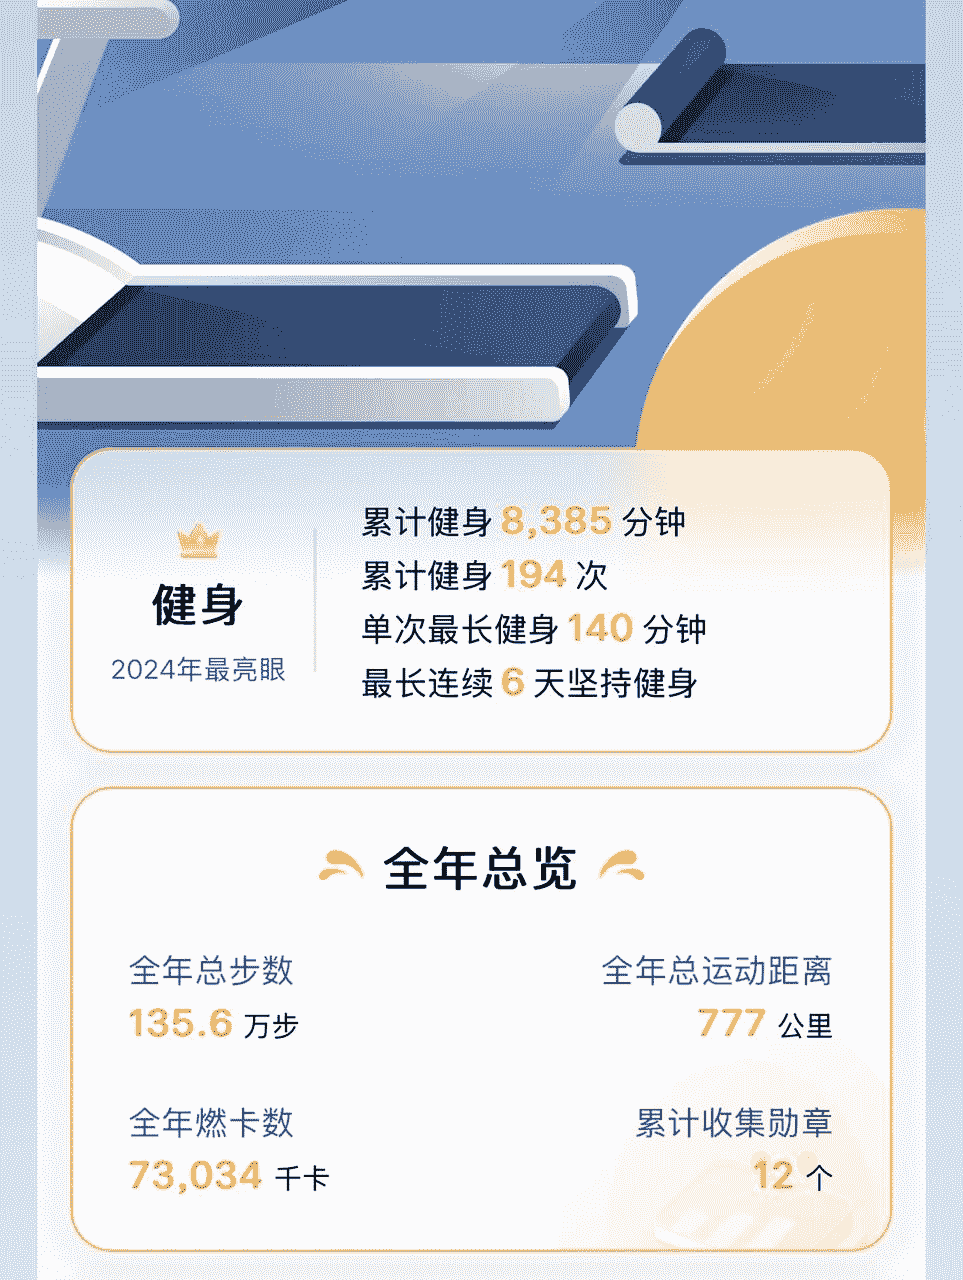 健身
2024年最亮眼
累计健身 8,385 分钟
累计健身 194 次
单次最长健身 140 分钟
最长连续 6 天坚持健身
全年总览
全年总步数
135.6 万步
全年总运动距离
777 公里
全年燃卡数
73,034 千卡
累计收集勋章
12 个